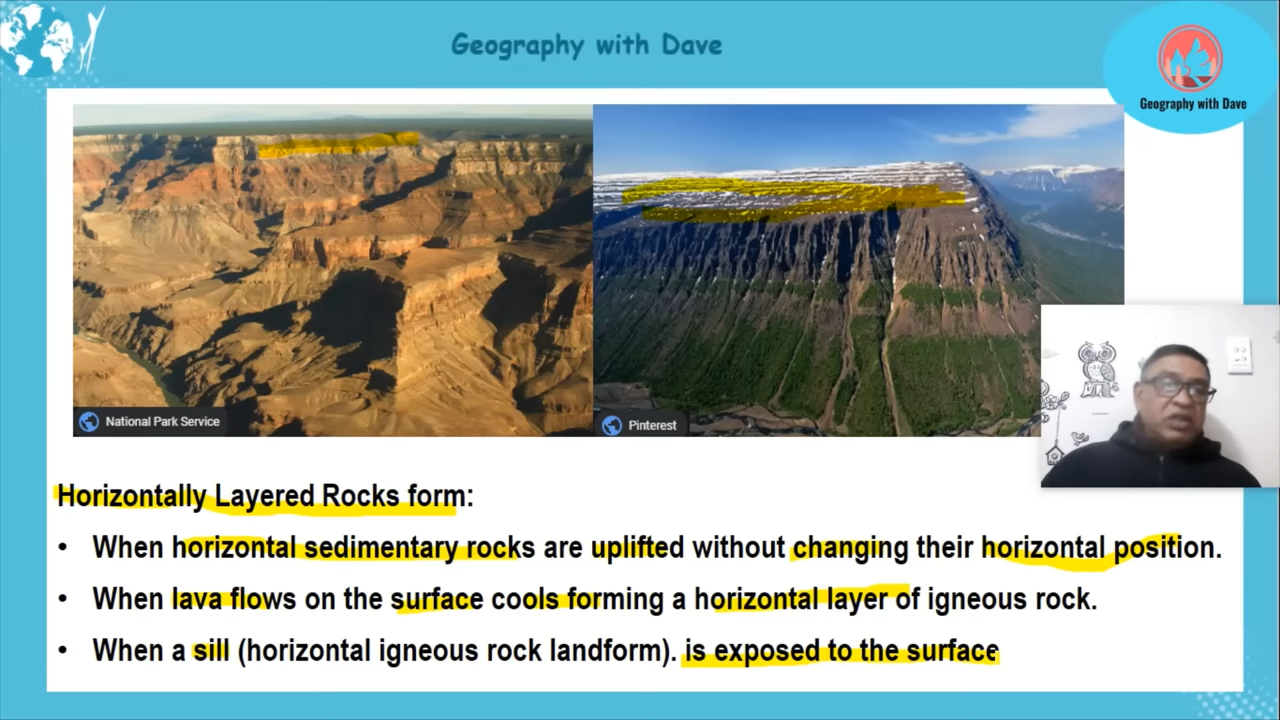 Geography with Dave
Geography with Dave
National Park Service
Pinterest
Horizontally Layered Rocks form:
• When horizontal sedimentary rocks are uplifted without changing their horizontal position.
• When lava flows on the surface cools forming a horizontal layer of igneous rock.
• When a sill (horizontal igneous rock landform). is exposed to the surface